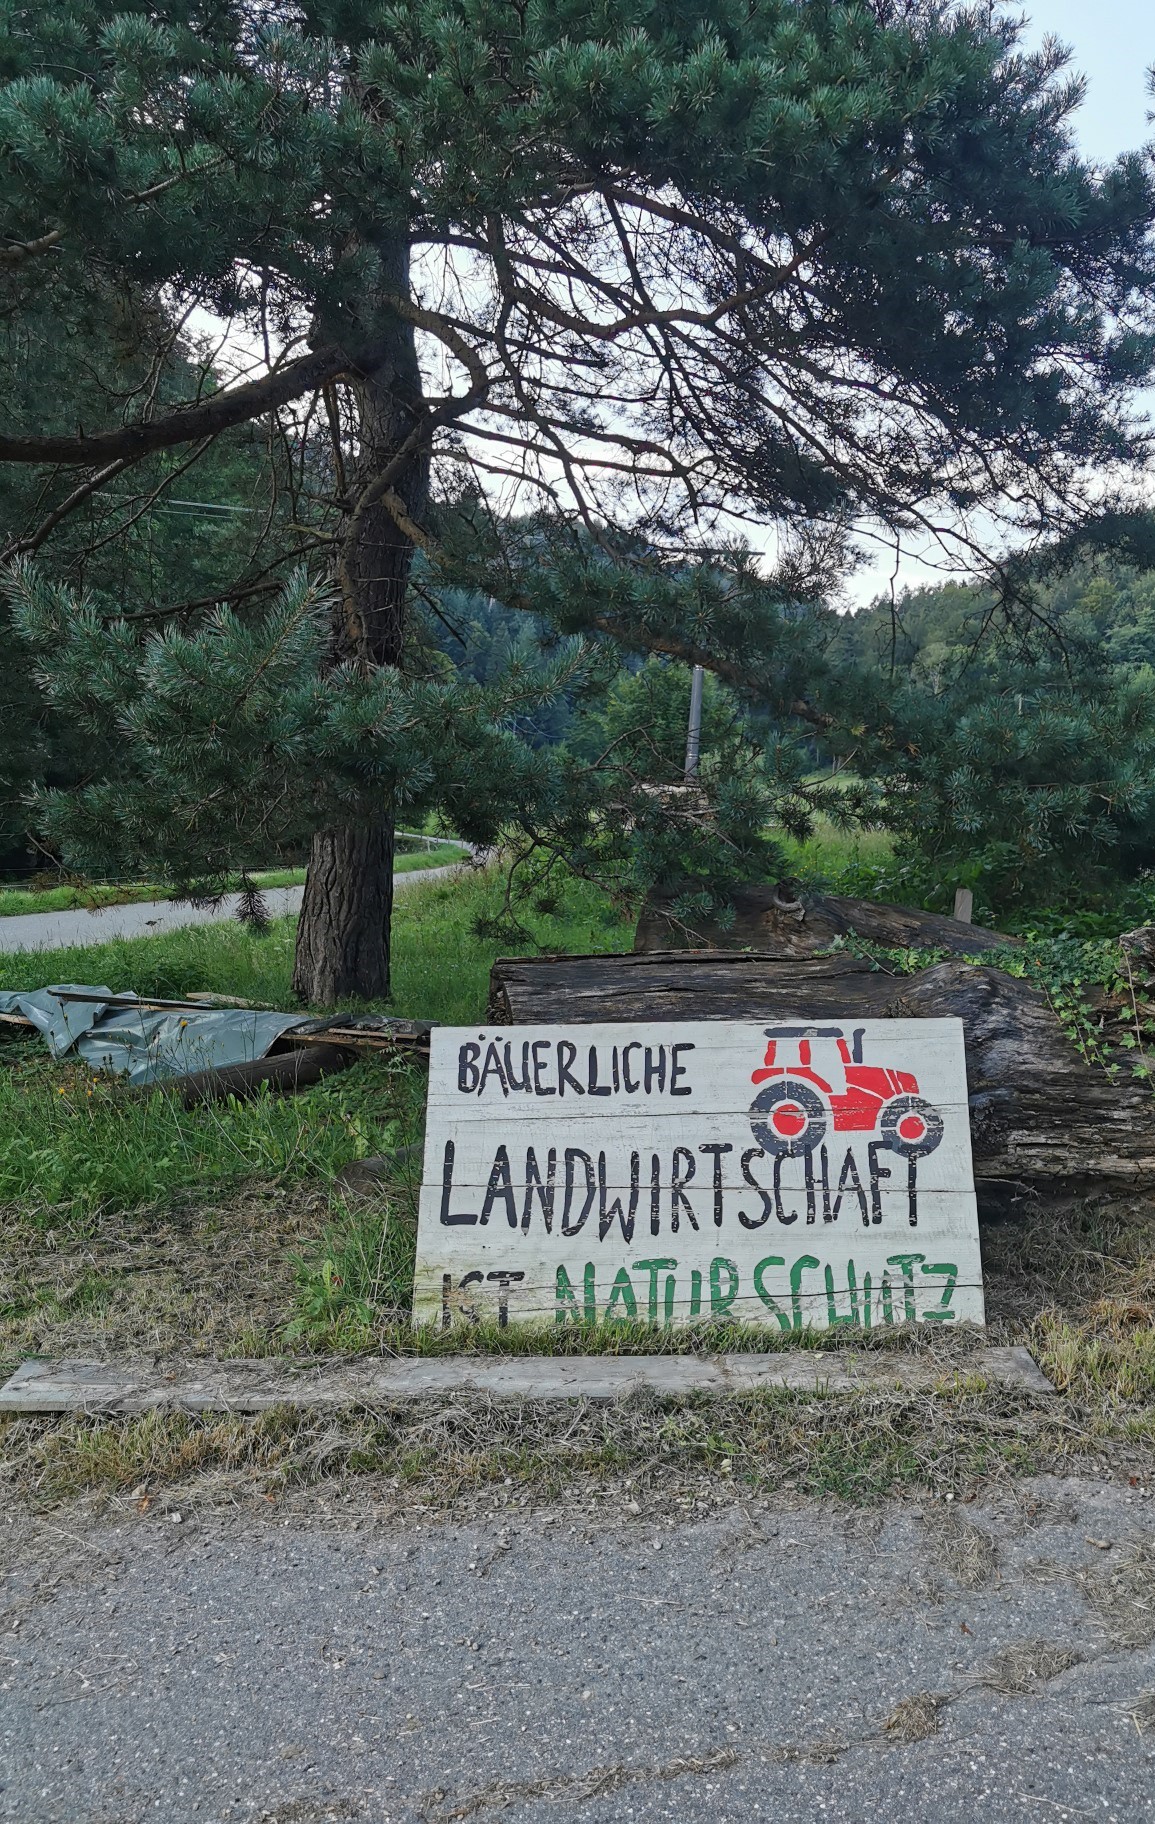 BÄUERLICHE
LANDWIRTSCHAFT
IST NATURSCHUTZ